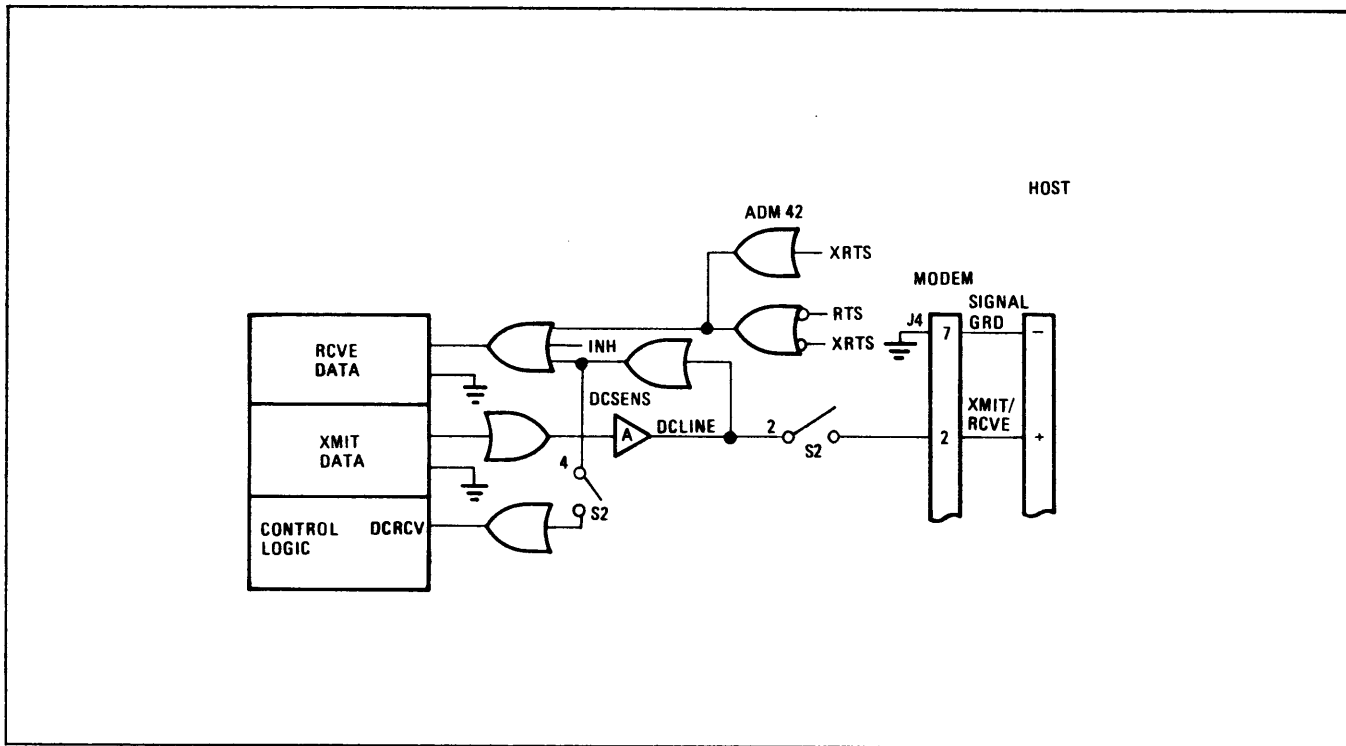 HOST
ADM 42
XRTS
MODEM
SIGNAL
GRD
J4
7
−
RTS
XRTS
INH
RCVE
DATA
DCSENS
A
DCLINE
2
S2
2
XMIT/
RCVE
+
XMIT
DATA
4
S2
CONTROL
LOGIC
DCRCV